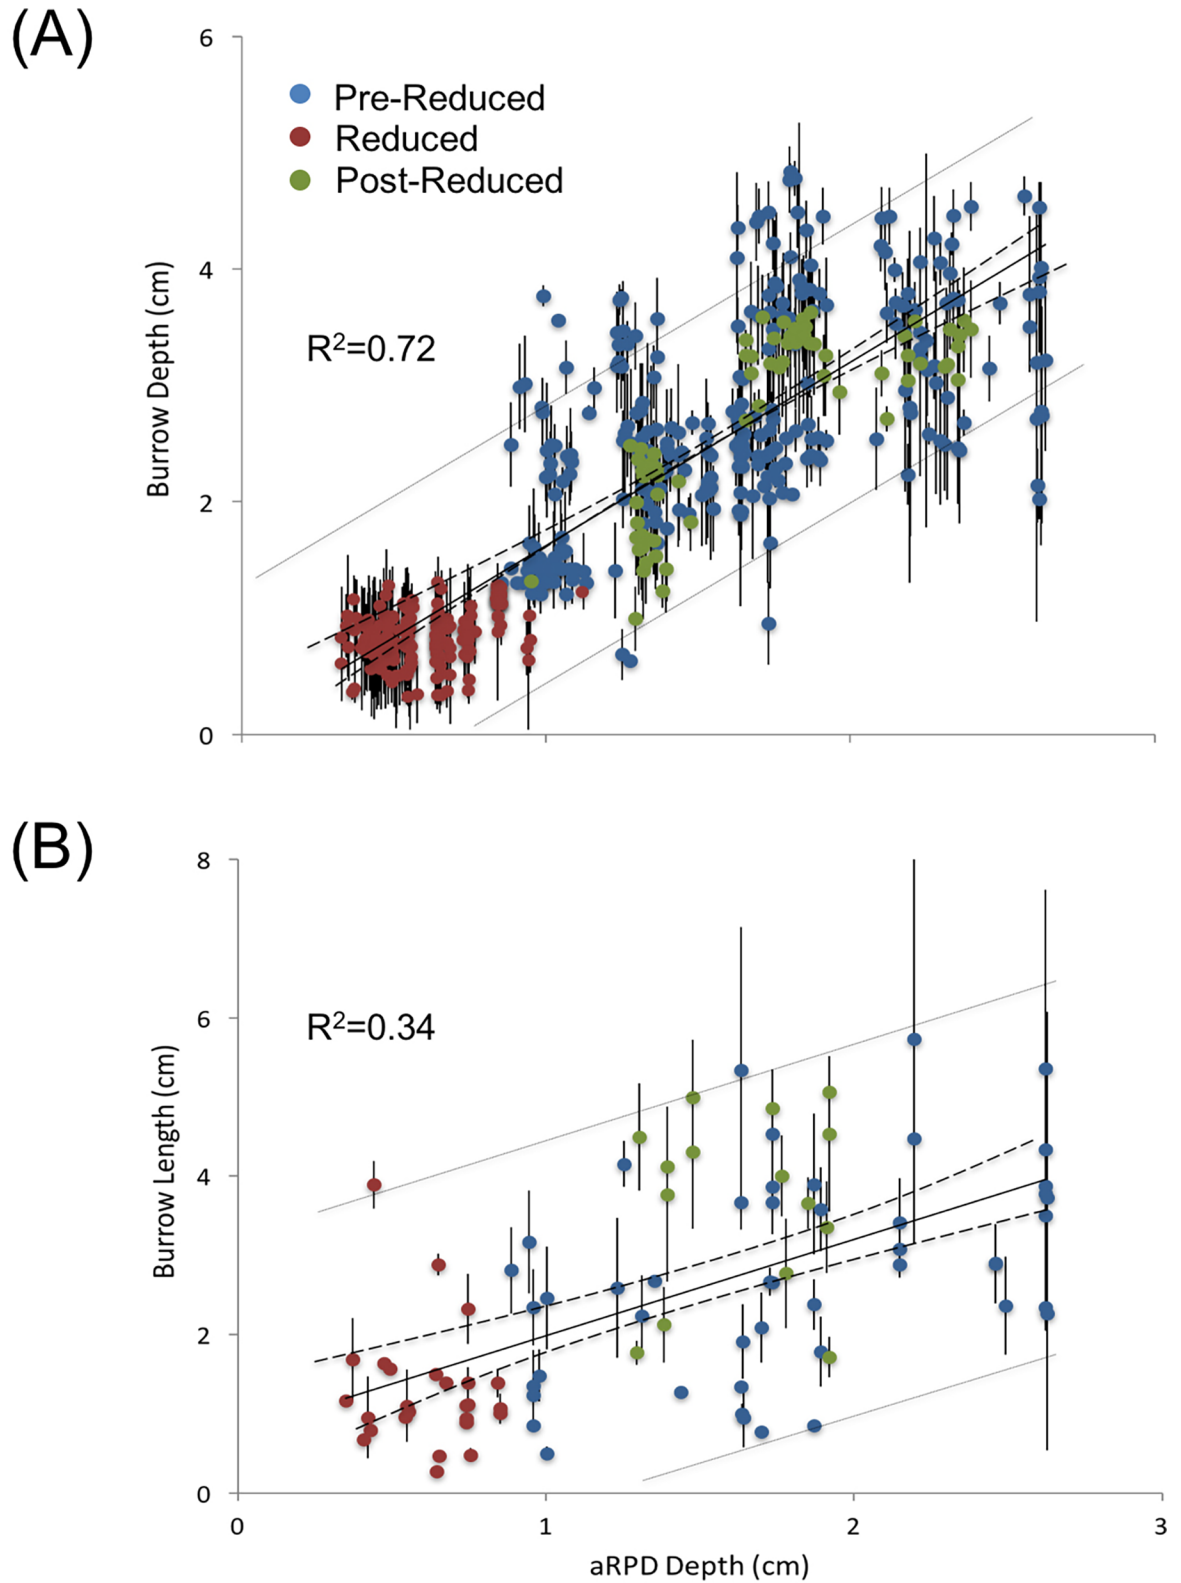 (A)
6
Pre-Reduced
Reduced
Post-Reduced
4
R²=0.72
Burrow Depth (cm)
2
0
(B)
8
6
R²=0.34
Burrow Length (cm)
4
2
0
0 1 2 3
aRPD Depth (cm)